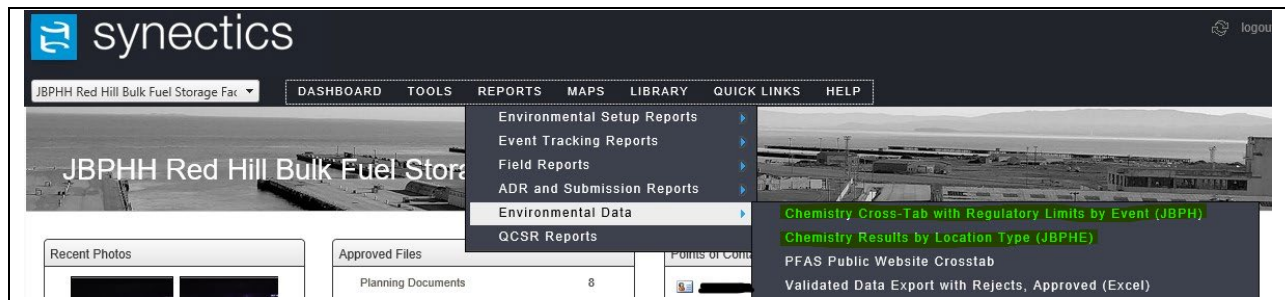 synectics
logou
JBPHH Red Hill Bulk Fuel Storage Fac
DASHBOARD TOOLS REPORTS MAPS LIBRARY QUICK LINKS HELP
Environmental Setup Reports
Event Tracking Reports
Field Reports
ADR and Submission Reports
Environmental Data
QCSR Reports
Chemistry Cross-Tab with Regulatory Limits by Event (JBPH)
Chemistry Results by Location Type (JBPHE)
PFAS Public Website Crosstab
Validated Data Export with Rejects, Approved (Excel)
JBPHH Red Hill Bulk Fuel Stora
Recent Photos
Approved Files
Planning Documents 8
Points of Conta